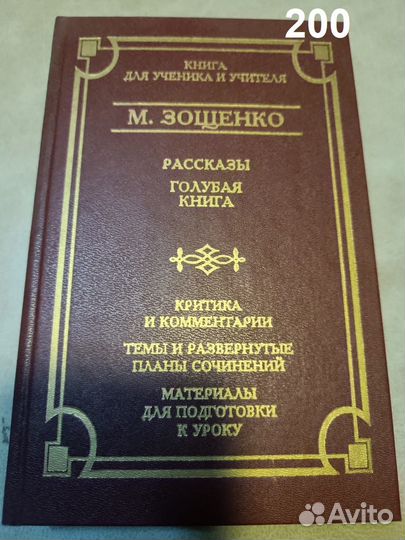 200
КНИГА
ДЛЯ УЧЕНИКА И УЧИТЕЛЯ
М. ЗОЩЕНКО
РАССКАЗЫ
ГОЛУБАЯ
КНИГА
КРИТИКА
И КОММЕНТАРИИ
ТЕМЫ И РАЗВЕРНУТЫЕ
ПЛАНЫ СОЧИНЕНИЙ
МАТЕРИАЛЫ
ДЛЯ ПОДГОТОВКИ
К УРОКУ
Avito